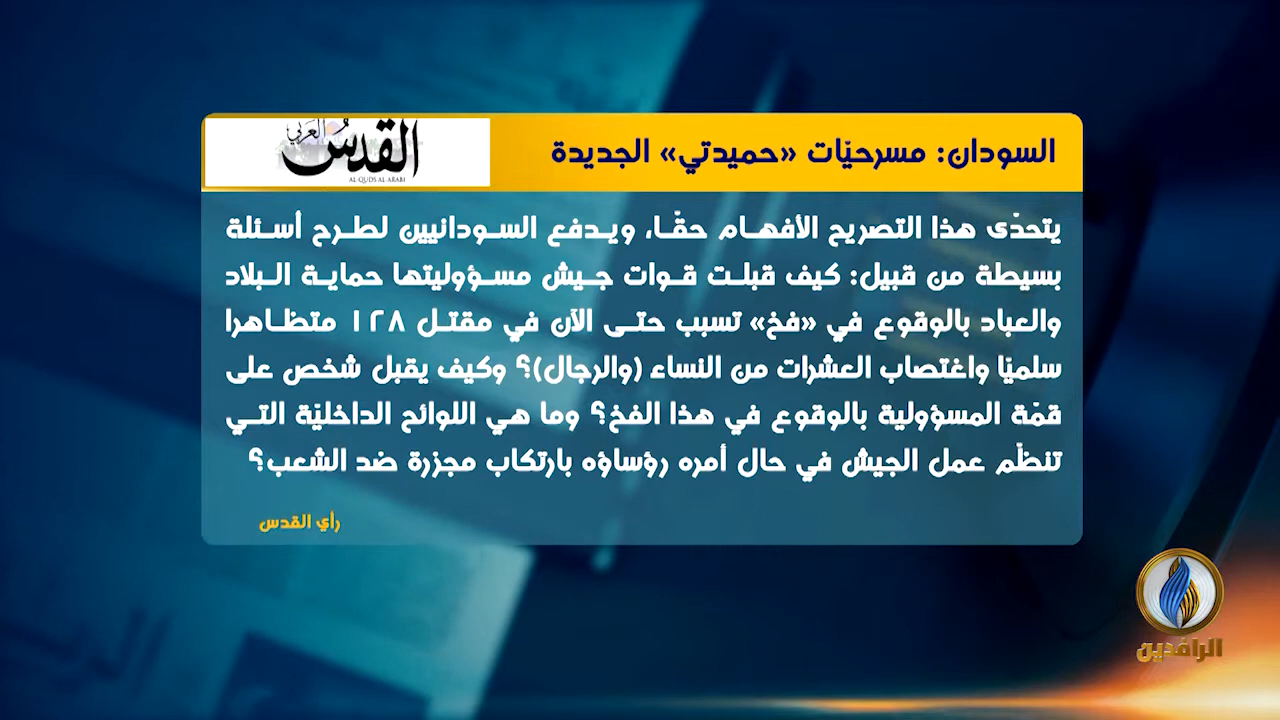 السودان: مسرحيّات «حميدتي» الجديدة
القدس العربي
AL-QUDS AL-ARABI
يتحدّى هذا التصريح الأفهام حقّا، ويدفع السودانيين لطرح أسئلة
بسيطة من قبيل: كيف قبلت قوات جيش مسؤوليتها حماية البلاد
والعباد بالوقوع في «فخ» تسبب حتى الآن في مقتل ١٢٨ متظاهرا
سلميّا واغتصاب العشرات من النساء (والرجال)؟ وكيف يقبل شخص على
قمّة المسؤولية بالوقوع في هذا الفخ؟ وما هي اللوائح الداخليّة التي
تنظّم عمل الجيش في حال أمره رؤساؤه بارتكاب مجزرة ضد الشعب؟
رأي القدس
الرافدين